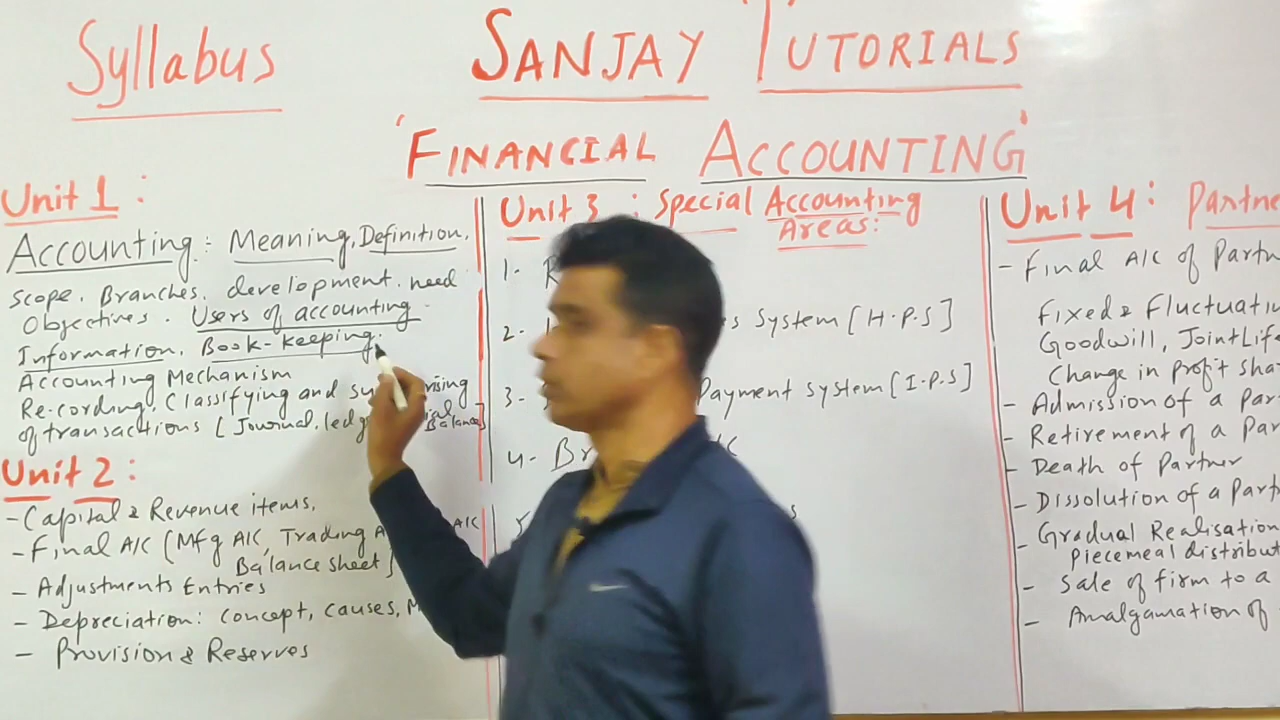 Syllabus
SANJAY TUTORIALS
'FINANCIAL ACCOUNTING'
Unit 1:
Accounting: Meaning, Definition,
Scope. Branches. development. need
Objectives. Users of accounting.
Information. Book-keeping.
Accounting Mechanism
Re-cording, Classifying and
of transactions [Journal, Balance]
Unit 2:
- Capital & Revenue items,
- Final A/C (Mfg A/C, Trading A/C
Balance sheet]
- Adjustments Entries
- Depreciation: Concept, Causes, M
- Provision & Reserves
Unit 3: Special Accounting
Areas:
1-
2- System [H.P.S]
3- Payment system [I.P.S]
4- Br
5
Unit 4: Partne
- Final A/C of Partn
Fixed & Fluctuatin
Goodwill, Joint Life
Change in profit sha
- Admission of a Par
- Retirement of a Par
- Death of Partner
- Dissolution of a Part
- Gradual Realisation
piecemeal distribut
- Sale of firm to a
- Amalgamation of